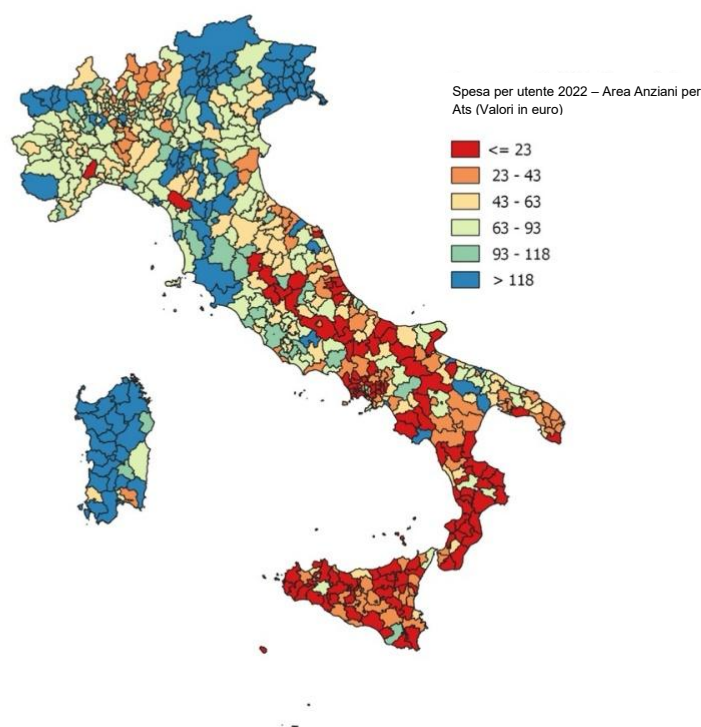 Spesa per utente 2022 – Area Anziani per
Ats (Valori in euro)
<= 23
23 - 43
43 - 63
63 - 93
93 - 118
> 118